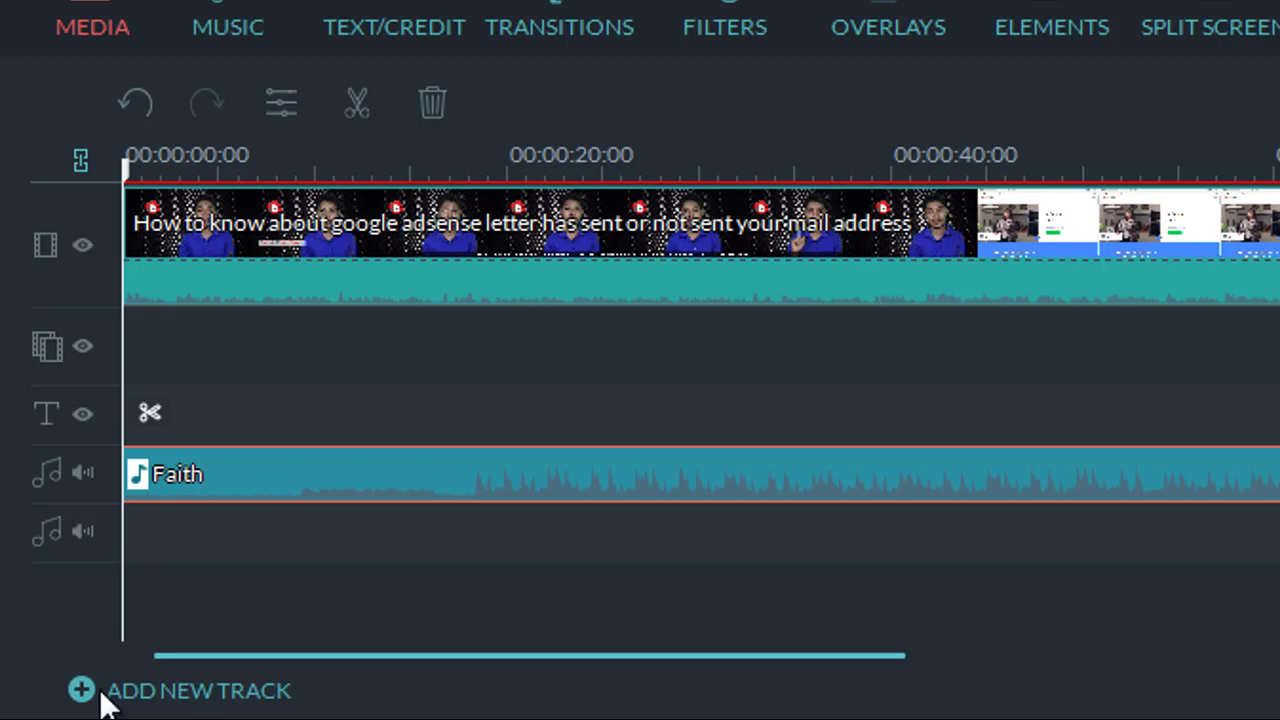 MEDIA MUSIC TEXT/CREDIT TRANSITIONS FILTERS OVERLAYS ELEMENTS SPLIT SCREEN
00:00:00:00 00:00:20:00 00:00:40:00
How to know about google adsense letter has sent or not sent your mail address
Faith
ADD NEW TRACK